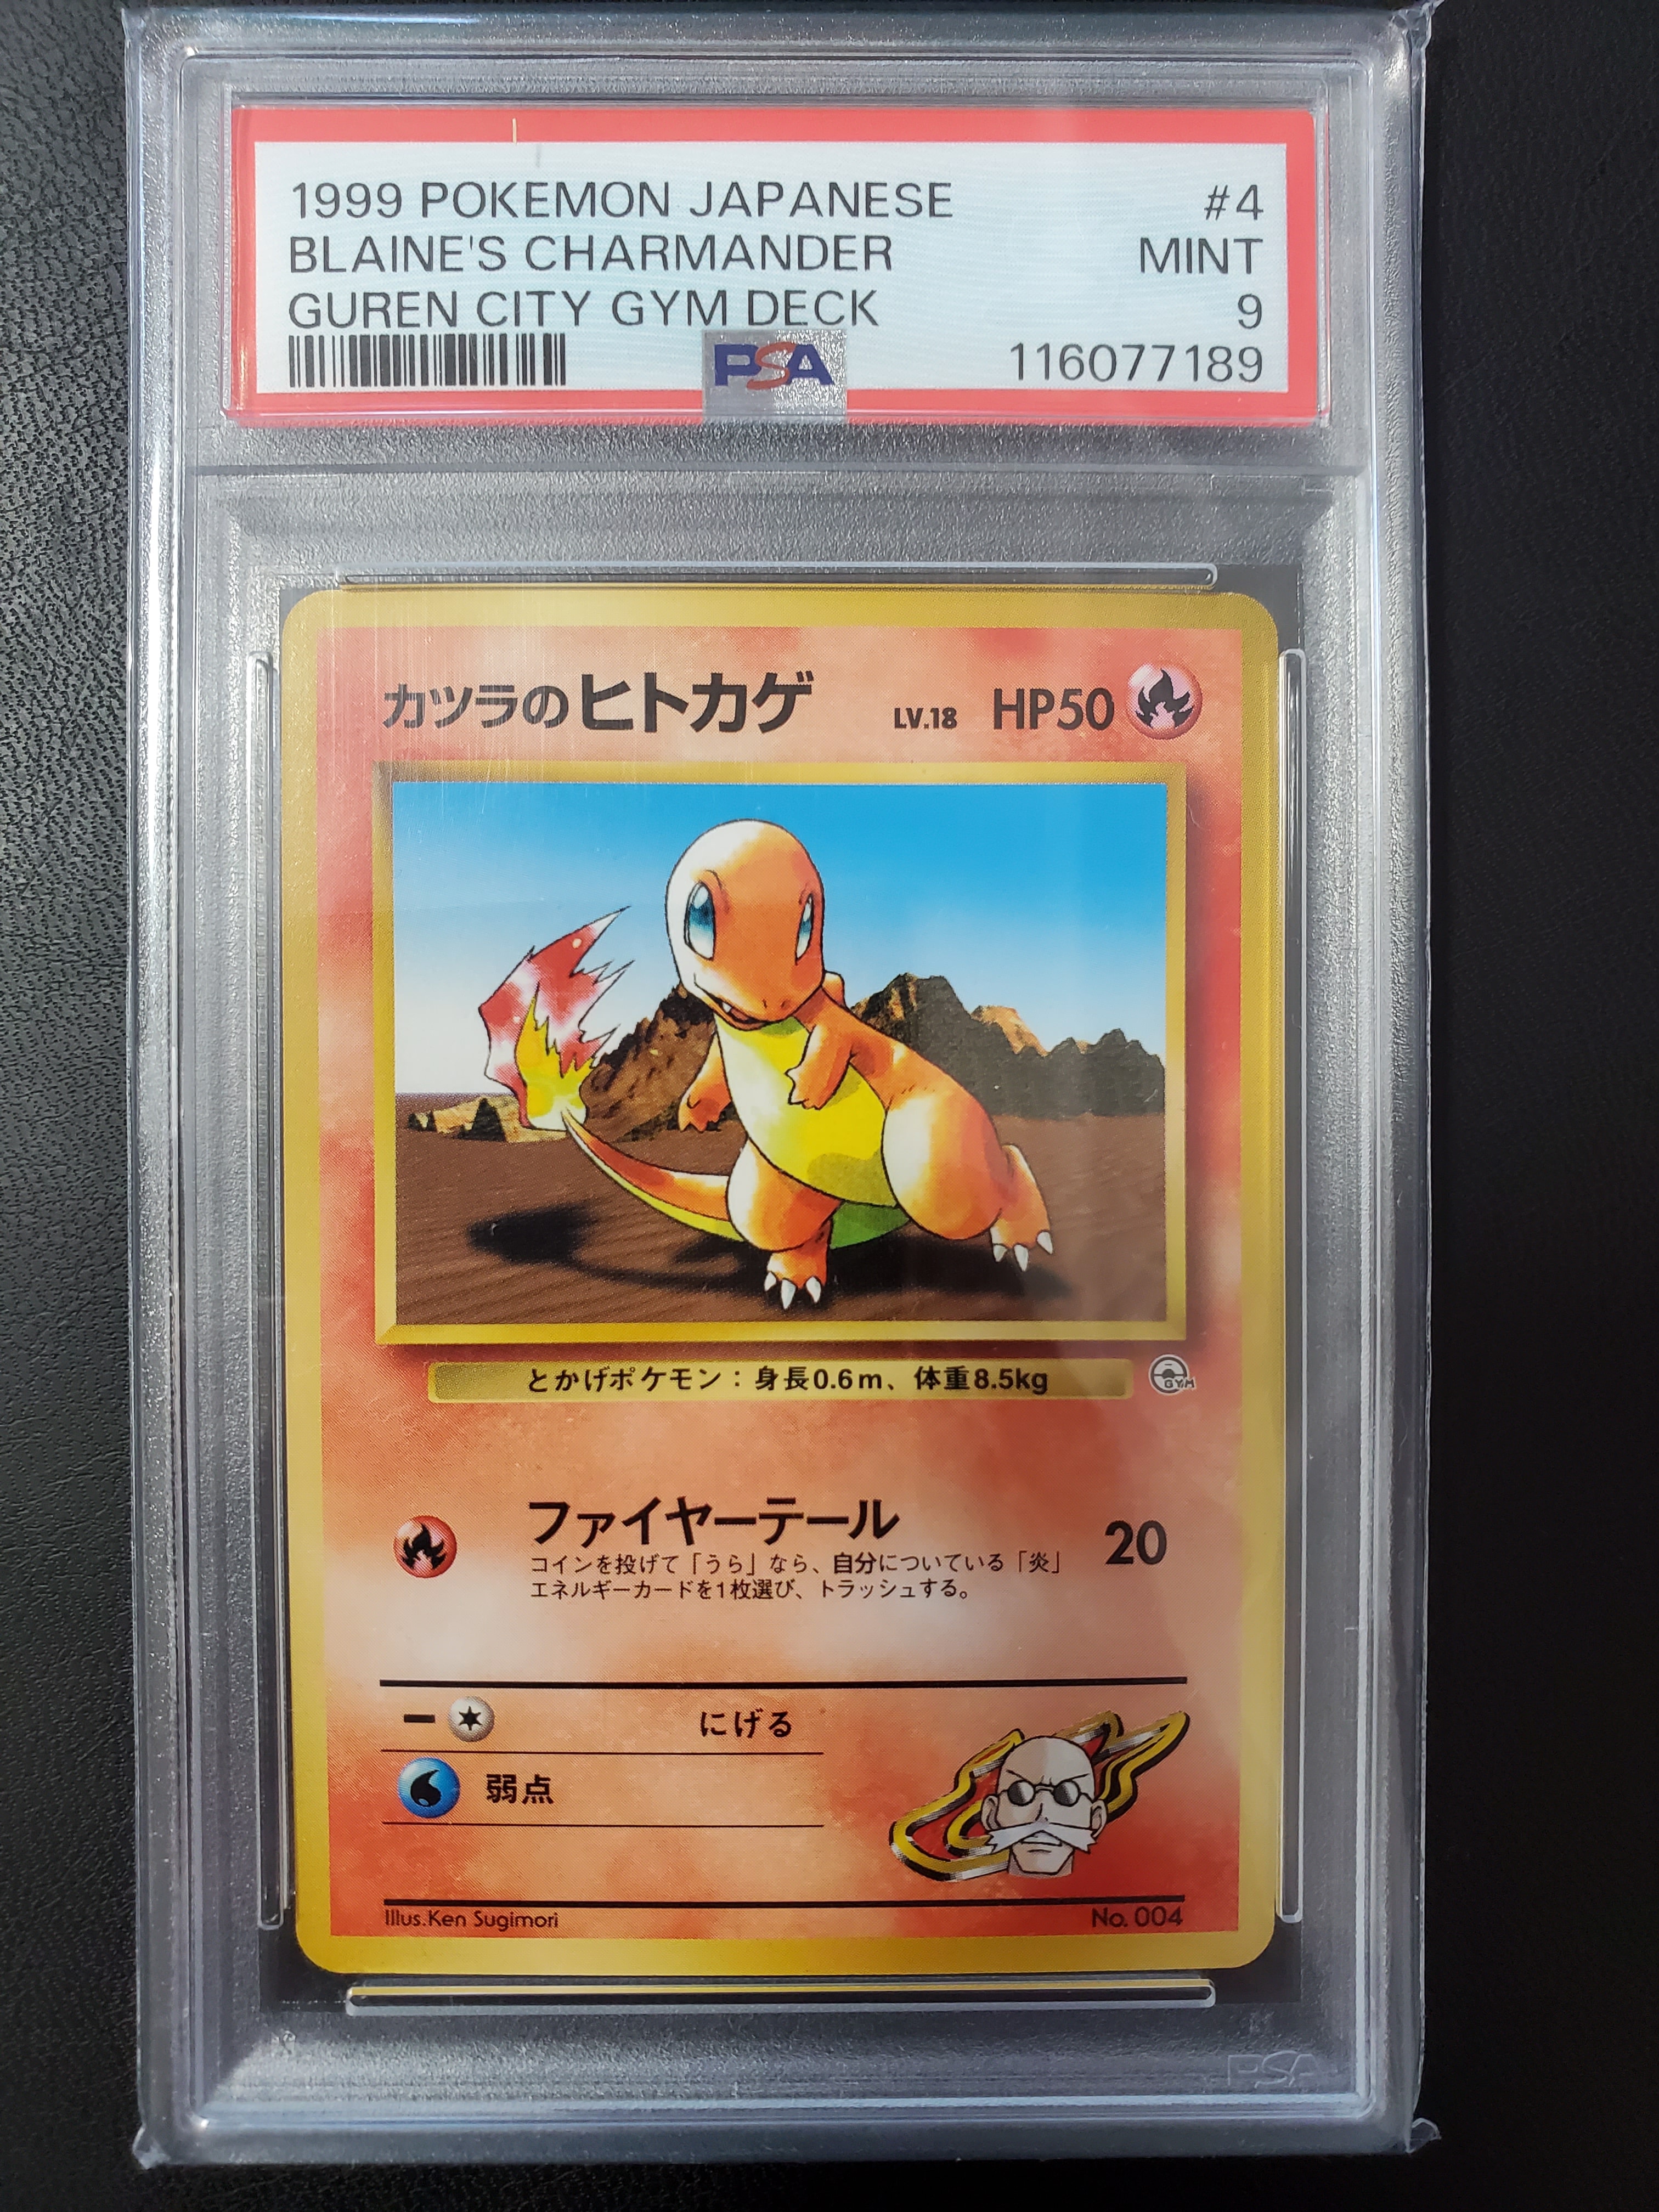 1999 POKEMON JAPANESE #4
BLAINE'S CHARMANDER MINT
GUREN CITY GYM DECK 9
PSA 116077189
カツラのヒトカゲ LV.18 HP50
とかげポケモン：身長0.6m、体重8.5kg
GYM
ファイヤーテール 20
コインを投げて「うら」なら、自分についている「炎」
エネルギーカードを1枚選び、トラッシュする。
ー にげる
弱点
Illus.Ken Sugimori No. 004
PSA